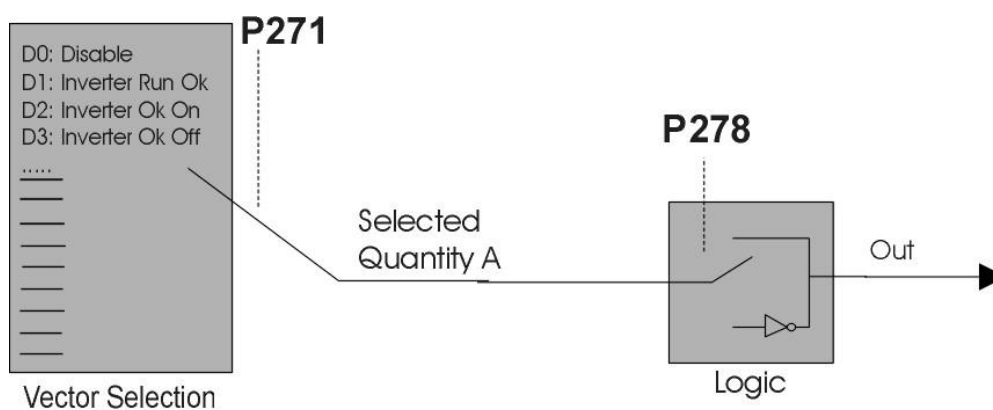 P271
D0: Disable
D1: Inverter Run Ok
D2: Inverter Ok On
D3: Inverter Ok Off
.....
P278
Selected
Quantity A
Out
Logic
Vector Selection